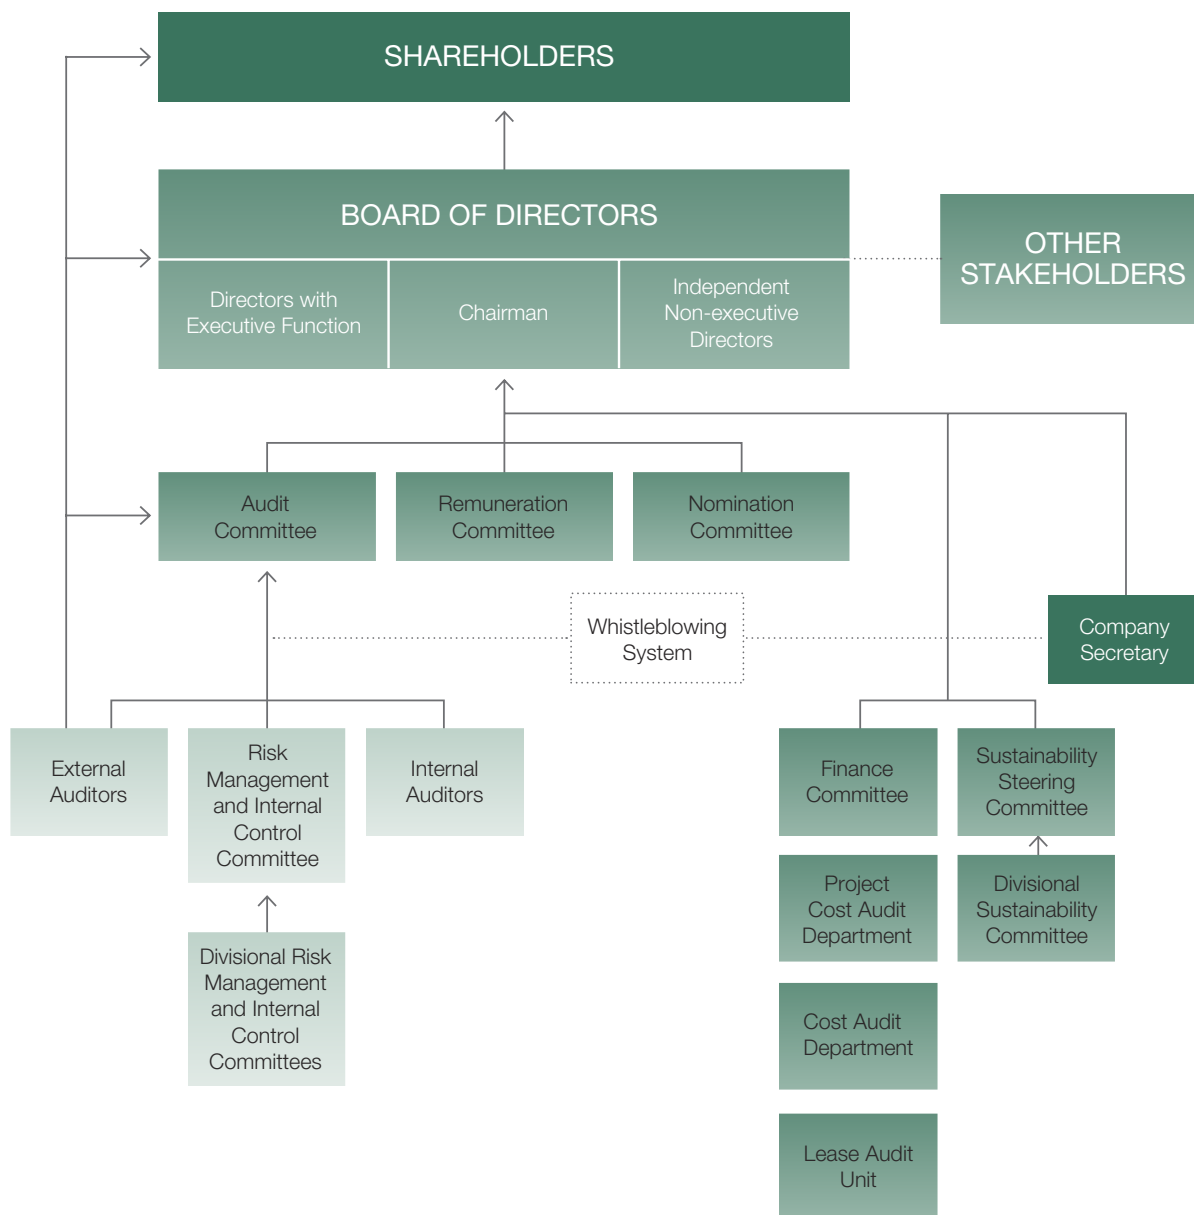 SHAREHOLDERS
BOARD OF DIRECTORS
Directors with
Executive Function
Chairman
Independent
Non-executive
Directors
OTHER
STAKEHOLDERS
Audit
Committee
Remuneration
Committee
Nomination
Committee
Whistleblowing
System
Company
Secretary
External
Auditors
Risk
Management
and Internal
Control
Committee
Internal
Auditors
Finance
Committee
Sustainability
Steering
Committee
Divisional Risk
Management
and Internal
Control
Committees
Project
Cost Audit
Department
Divisional
Sustainability
Committee
Cost Audit
Department
Lease Audit
Unit